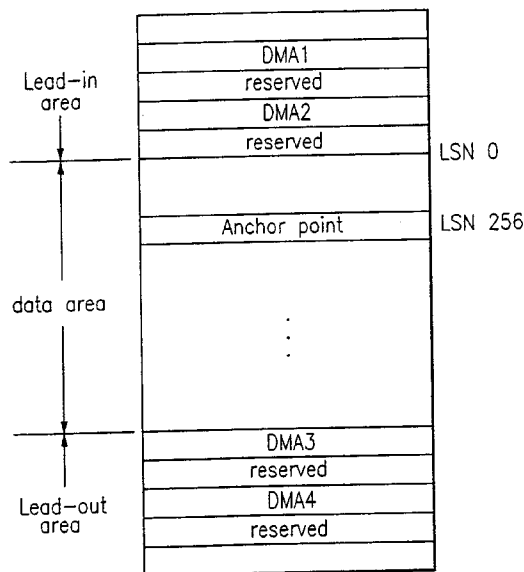 DMA1
reserved
DMA2
reserved
Lead-in
area
LSN 0
Anchor point
LSN 256
data area
DMA3
reserved
DMA4
reserved
Lead-out
area